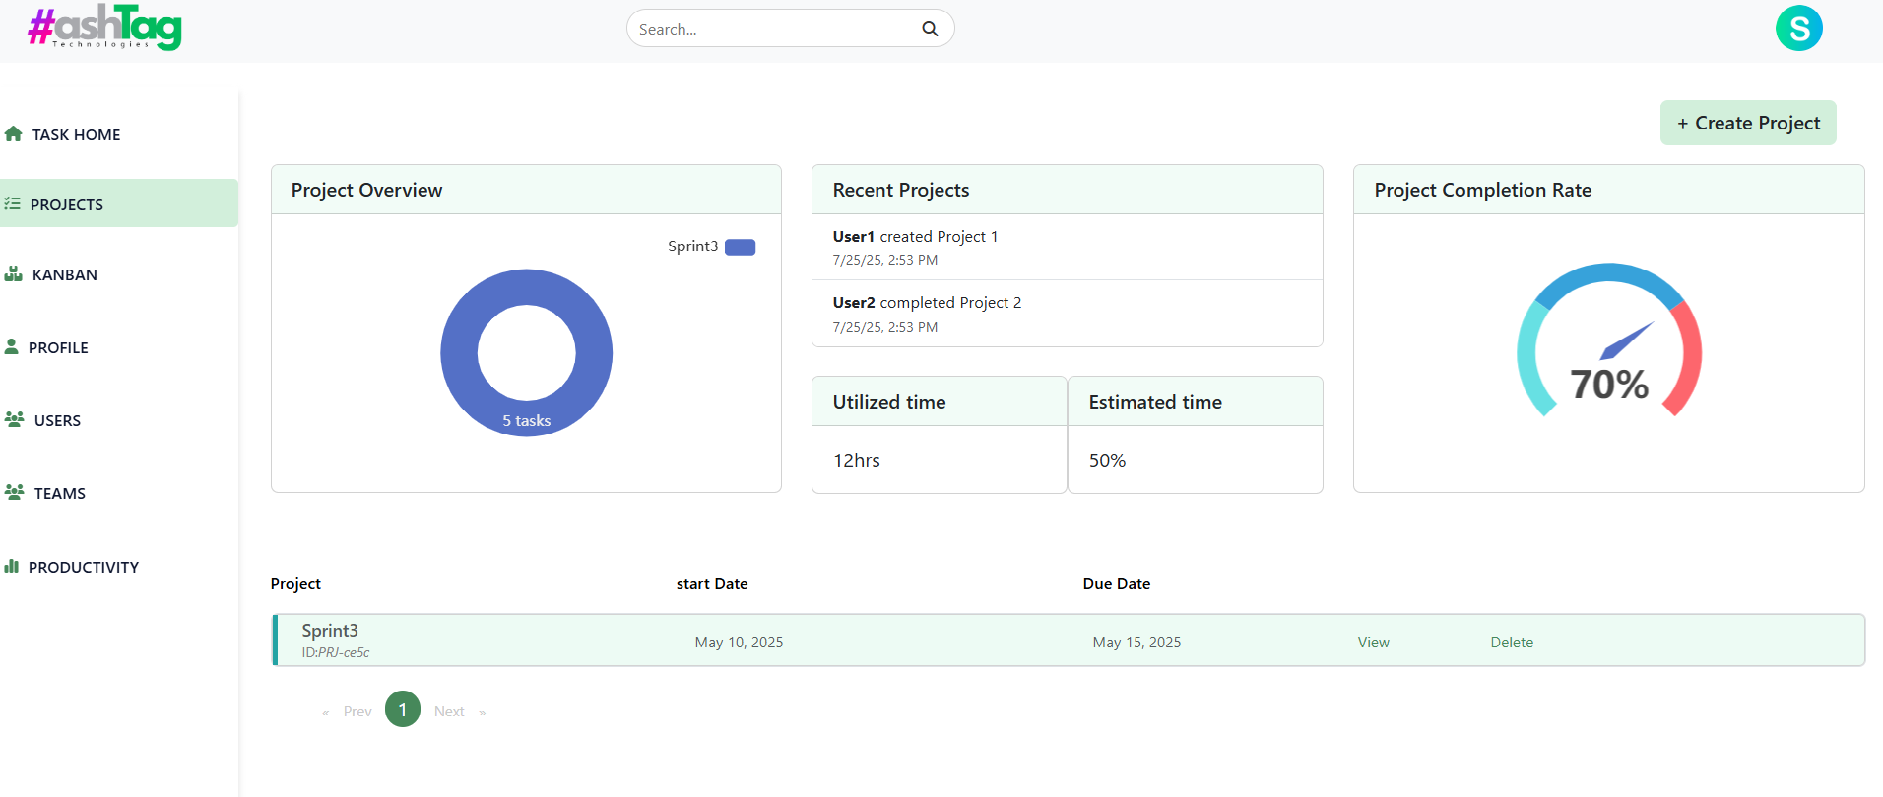 #ashTag
Technologies
Search...
S
TASK HOME
PROJECTS
KANBAN
PROFILE
USERS
TEAMS
PRODUCTIVITY
+ Create Project
Project Overview
Sprint3
5 tasks
Recent Projects
User1 created Project 1
7/25/25, 2:53 PM
User2 completed Project 2
7/25/25, 2:53 PM
Utilized time
12hrs
Estimated time
50%
Project Completion Rate
70%
Project start Date Due Date
Sprint3
ID:PRJ-ce5c
May 10, 2025 May 15, 2025 View Delete
« Prev 1 Next »